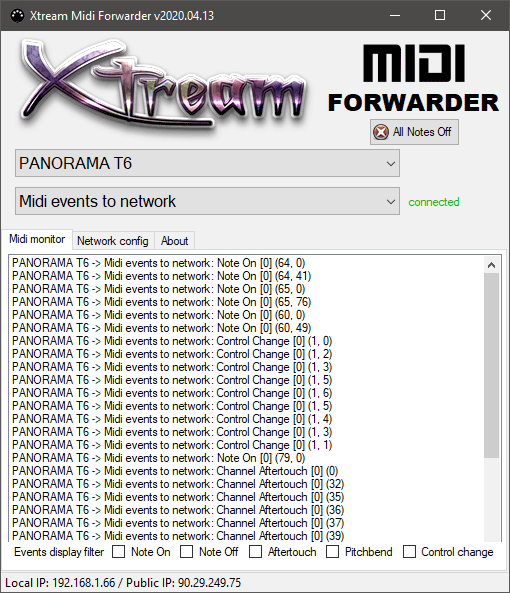 Xtream Midi Forwarder v2020.04.13
Xtream
MIDI
FORWARDER
All Notes Off
PANORAMA T6
Midi events to network
connected
Midi monitor
Network config
About
PANORAMA T6 -> Midi events to network: Note On [0] (64, 0)
PANORAMA T6 -> Midi events to network: Note On [0] (64, 41)
PANORAMA T6 -> Midi events to network: Note On [0] (65, 0)
PANORAMA T6 -> Midi events to network: Note On [0] (65, 76)
PANORAMA T6 -> Midi events to network: Note On [0] (60, 0)
PANORAMA T6 -> Midi events to network: Note On [0] (60, 49)
PANORAMA T6 -> Midi events to network: Control Change [0] (1, 0)
PANORAMA T6 -> Midi events to network: Control Change [0] (1, 2)
PANORAMA T6 -> Midi events to network: Control Change [0] (1, 3)
PANORAMA T6 -> Midi events to network: Control Change [0] (1, 5)
PANORAMA T6 -> Midi events to network: Control Change [0] (1, 6)
PANORAMA T6 -> Midi events to network: Control Change [0] (1, 5)
PANORAMA T6 -> Midi events to network: Control Change [0] (1, 4)
PANORAMA T6 -> Midi events to network: Control Change [0] (1, 3)
PANORAMA T6 -> Midi events to network: Control Change [0] (1, 1)
PANORAMA T6 -> Midi events to network: Note On [0] (79, 0)
PANORAMA T6 -> Midi events to network: Channel Aftertouch [0] (0)
PANORAMA T6 -> Midi events to network: Channel Aftertouch [0] (32)
PANORAMA T6 -> Midi events to network: Channel Aftertouch [0] (35)
PANORAMA T6 -> Midi events to network: Channel Aftertouch [0] (36)
PANORAMA T6 -> Midi events to network: Channel Aftertouch [0] (37)
PANORAMA T6 -> Midi events to network: Channel Aftertouch [0] (39)
Events display filter Note On Note Off Aftertouch Pitchbend Control change
Local IP: 192.168.1.66 / Public IP: 90.29.249.75